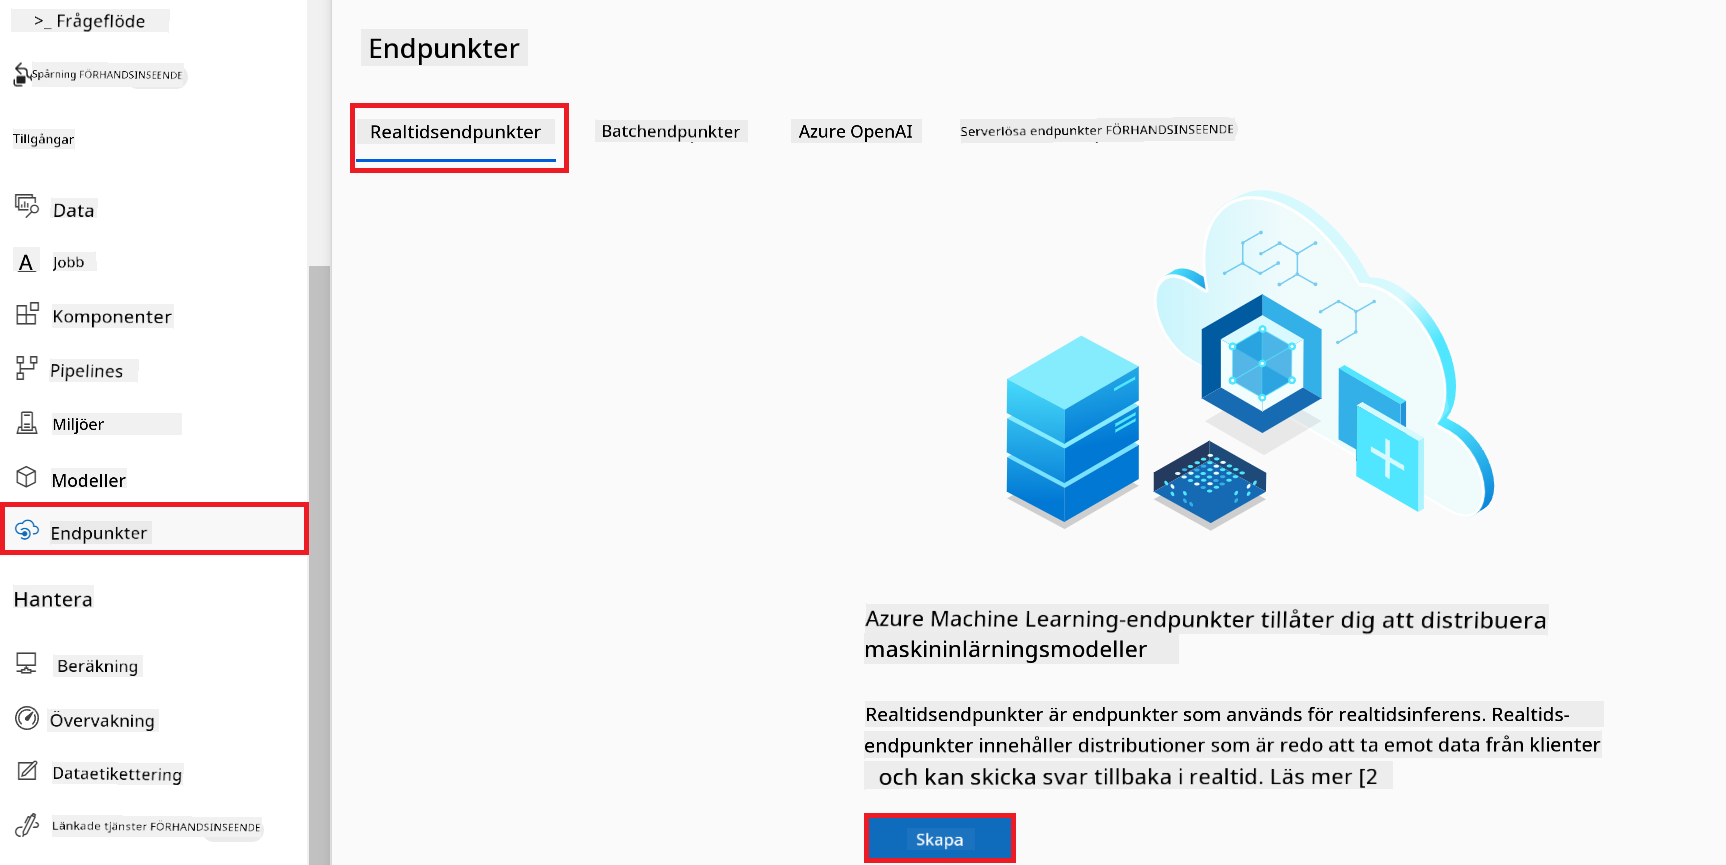 >_ Frågeflöde
Spårning FÖRHANDSINSEENDE
Tillgångar
Data
A Jobb
Komponenter
Pipelines
Miljöer
Modeller
Endpunkter
Hantera
Beräkning
Övervakning
Dataetikettering
Länkade tjänster FÖRHANDSINSEENDE
Endpunkter
Realtidsendpunkter
Batchendpunkter
Azure OpenAI
Serverlösa endpunkter FÖRHANDSINSEENDE
Azure Machine Learning-endpunkter tillåter dig att distribuera
maskininlärningsmodeller
Realtidsendpunkter är endpunkter som används för realtidsinferens. Realtids-
endpunkter innehåller distributioner som är redo att ta emot data från klienter
och kan skicka svar tillbaka i realtid. Läs mer [2
Skapa